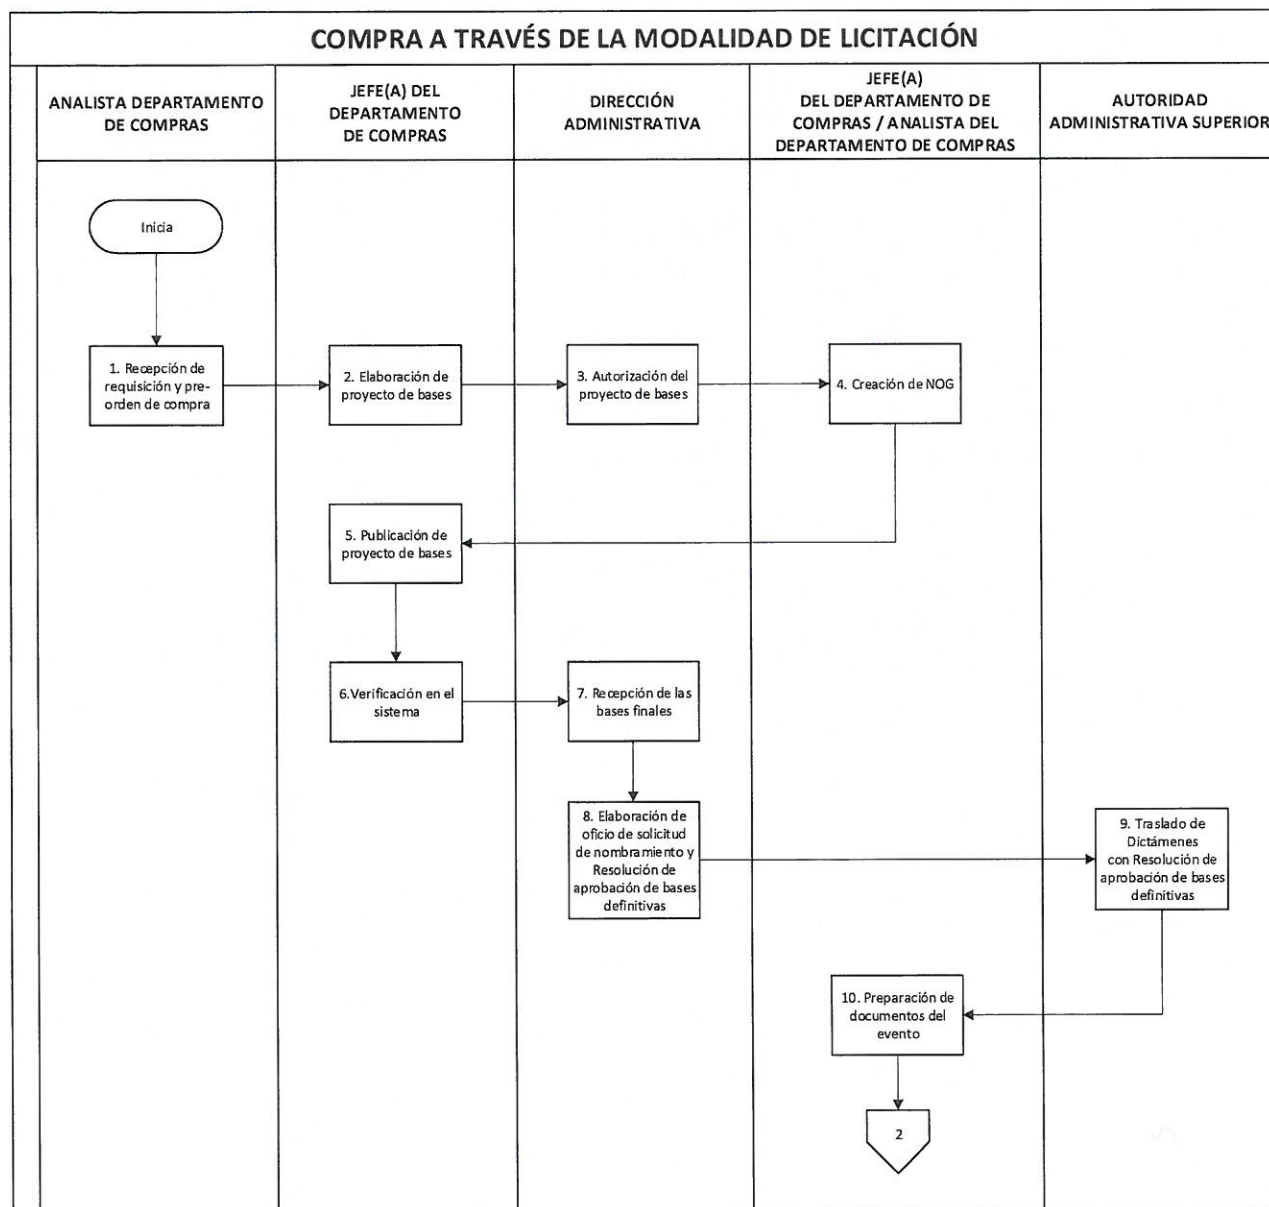 COMPRA A TRAVÉS DE LA MODALIDAD DE LICITACIÓN
ANALISTA DEPARTAMENTO
DE COMPRAS
JEFE(A) DEL
DEPARTAMENTO
DE COMPRAS
DIRECCIÓN
ADMINISTRATIVA
JEFE(A)
DEL DEPARTAMENTO DE
COMPRAS / ANALISTA DEL
DEPARTAMENTO DE COMPRAS
AUTORIDAD
ADMINISTRATIVA SUPERIOR
Inicia
1. Recepción de
requisición y pre-
orden de compra
2. Elaboración de
proyecto de bases
3. Autorización del
proyecto de bases
4. Creación de NOG
5. Publicación de
proyecto de bases
6.Verificación en el
sistema
7. Recepción de las
bases finales
8. Elaboración de
oficio de solicitud
de nombramiento y
Resolución de
aprobación de bases
definitivas
9. Traslado de
Dictámenes
con Resolución de
aprobación de bases
definitivas
10. Preparación de
documentos del
evento
2